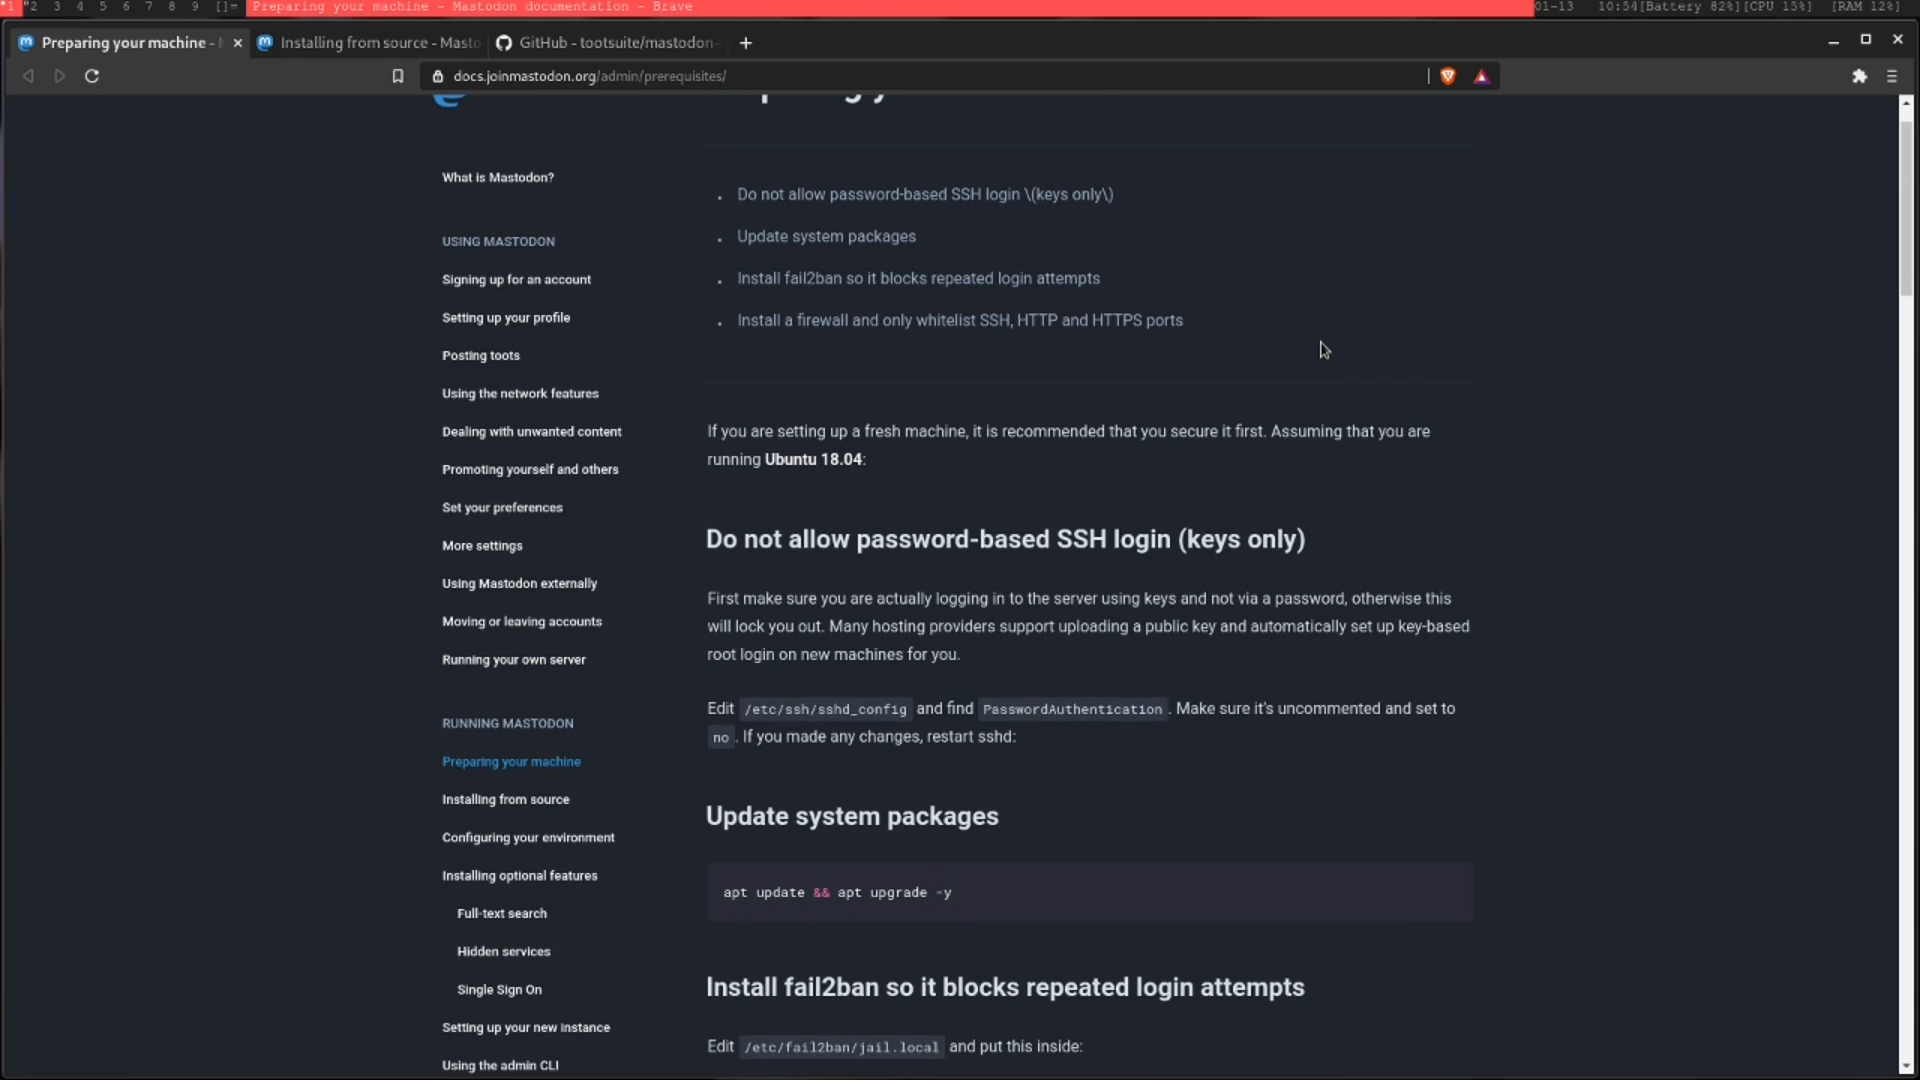 *1 "2 3 4 5 6 7 8 9 []= Preparing your machine - Mastodon documentation - Brave 01-13 10:54[Battery 82%][CPU 15%] [RAM 12%]
Preparing your machine - Installing from source - Masto GitHub - tootsuite/mastodon-
docs.joinmastodon.org/admin/prerequisites/
What is Mastodon?
USING MASTODON
Signing up for an account
Setting up your profile
Posting toots
Using the network features
Dealing with unwanted content
Promoting yourself and others
Set your preferences
More settings
Using Mastodon externally
Moving or leaving accounts
Running your own server
RUNNING MASTODON
Preparing your machine
Installing from source
Configuring your environment
Installing optional features
Full-text search
Hidden services
Single Sign On
Setting up your new instance
Using the admin CLI
Do not allow password-based SSH login \(keys only\)
Update system packages
Install fail2ban so it blocks repeated login attempts
Install a firewall and only whitelist SSH, HTTP and HTTPS ports
If you are setting up a fresh machine, it is recommended that you secure it first. Assuming that you are
running Ubuntu 18.04:
Do not allow password-based SSH login (keys only)
First make sure you are actually logging in to the server using keys and not via a password, otherwise this
will lock you out. Many hosting providers support uploading a public key and automatically set up key-based
root login on new machines for you.
Edit /etc/ssh/sshd_config and find PasswordAuthentication. Make sure it's uncommented and set to
no. If you made any changes, restart sshd:
Update system packages
apt update && apt upgrade -y
Install fail2ban so it blocks repeated login attempts
Edit /etc/fail2ban/jail.local and put this inside: